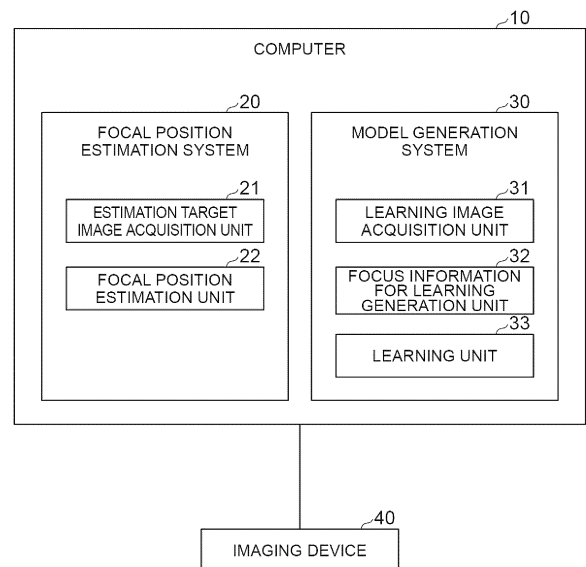 10
COMPUTER
20
FOCAL POSITION
ESTIMATION SYSTEM
21
ESTIMATION TARGET
IMAGE ACQUISITION UNIT
22
FOCAL POSITION
ESTIMATION UNIT
30
MODEL GENERATION
SYSTEM
31
LEARNING IMAGE
ACQUISITION UNIT
32
FOCUS INFORMATION
FOR LEARNING
GENERATION UNIT
33
LEARNING UNIT
40
IMAGING DEVICE